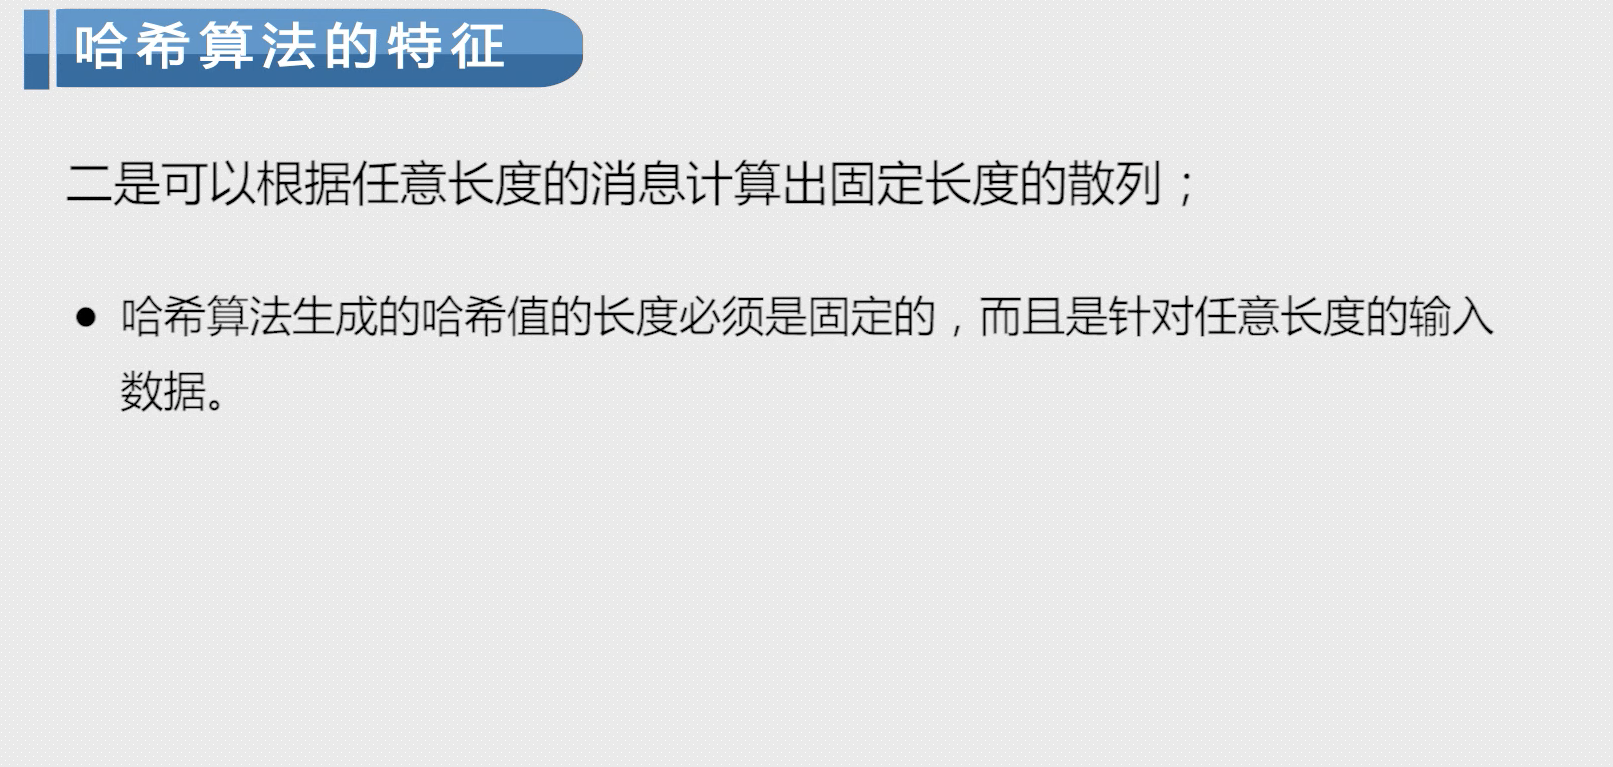 哈希算法的特征
二是可以根据任意长度的消息计算出固定长度的散列；
● 哈希算法生成的哈希值的长度必须是固定的，而且是针对任意长度的输入
数据。